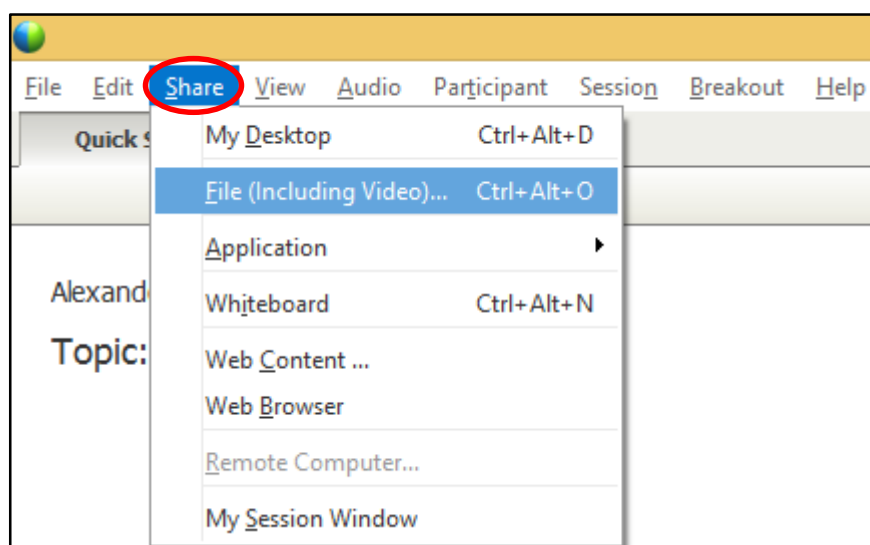 File Edit Share View Audio Participant Session Breakout Help
Quick
My Desktop Ctrl+Alt+D
File (Including Video)... Ctrl+Alt+O
Application
Alexand
Whiteboard Ctrl+Alt+N
Topic:
Web Content ...
Web Browser
Remote Computer...
My Session Window